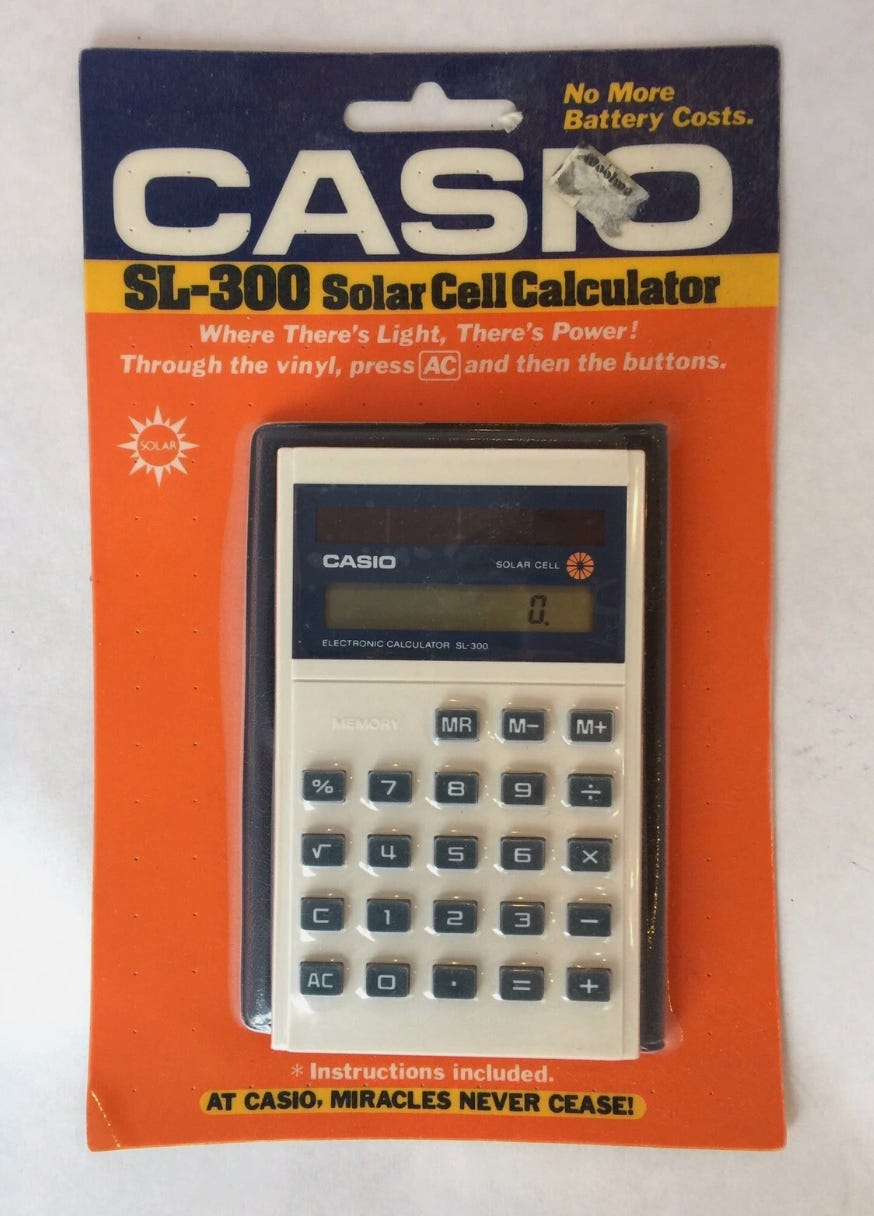 No More
Battery Costs.
CASIO
SL-300 Solar Cell Calculator
Where There's Light, There's Power!
Through the vinyl, press AC and then the buttons.
SOLAR
CASIO
SOLAR CELL
0.
ELECTRONIC CALCULATOR SL-300
MEMORY MR M− M+
% 7 8 9 ÷
√ 4 5 6 ×
C 1 2 3 −
AC 0 · = +
* Instructions included.
AT CASIO, MIRACLES NEVER CEASE!